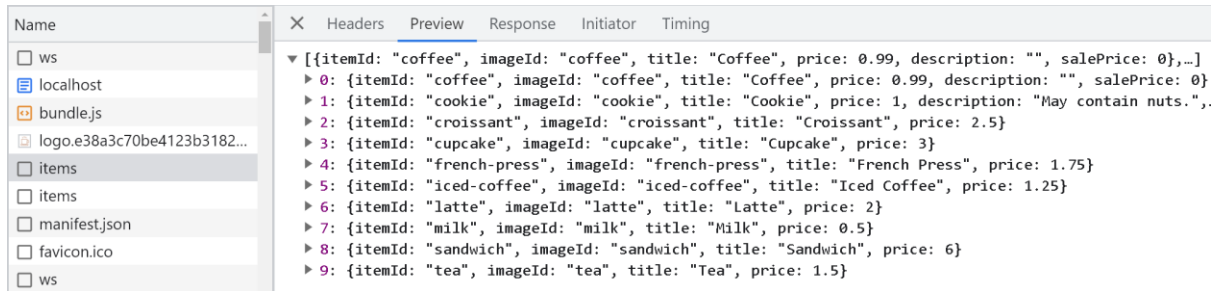 Name
ws
localhost
bundle.js
logo.e38a3c70be4123b3182...
items
items
manifest.json
favicon.ico
ws
Headers Preview Response Initiator Timing
[{itemId: "coffee", imageId: "coffee", title: "Coffee", price: 0.99, description: "", salePrice: 0},…]
0: {itemId: "coffee", imageId: "coffee", title: "Coffee", price: 0.99, description: "", salePrice: 0}
1: {itemId: "cookie", imageId: "cookie", title: "Cookie", price: 1, description: "May contain nuts.",.
2: {itemId: "croissant", imageId: "croissant", title: "Croissant", price: 2.5}
3: {itemId: "cupcake", imageId: "cupcake", title: "Cupcake", price: 3}
4: {itemId: "french-press", imageId: "french-press", title: "French Press", price: 1.75}
5: {itemId: "iced-coffee", imageId: "iced-coffee", title: "Iced Coffee", price: 1.25}
6: {itemId: "latte", imageId: "latte", title: "Latte", price: 2}
7: {itemId: "milk", imageId: "milk", title: "Milk", price: 0.5}
8: {itemId: "sandwich", imageId: "sandwich", title: "Sandwich", price: 6}
9: {itemId: "tea", imageId: "tea", title: "Tea", price: 1.5}